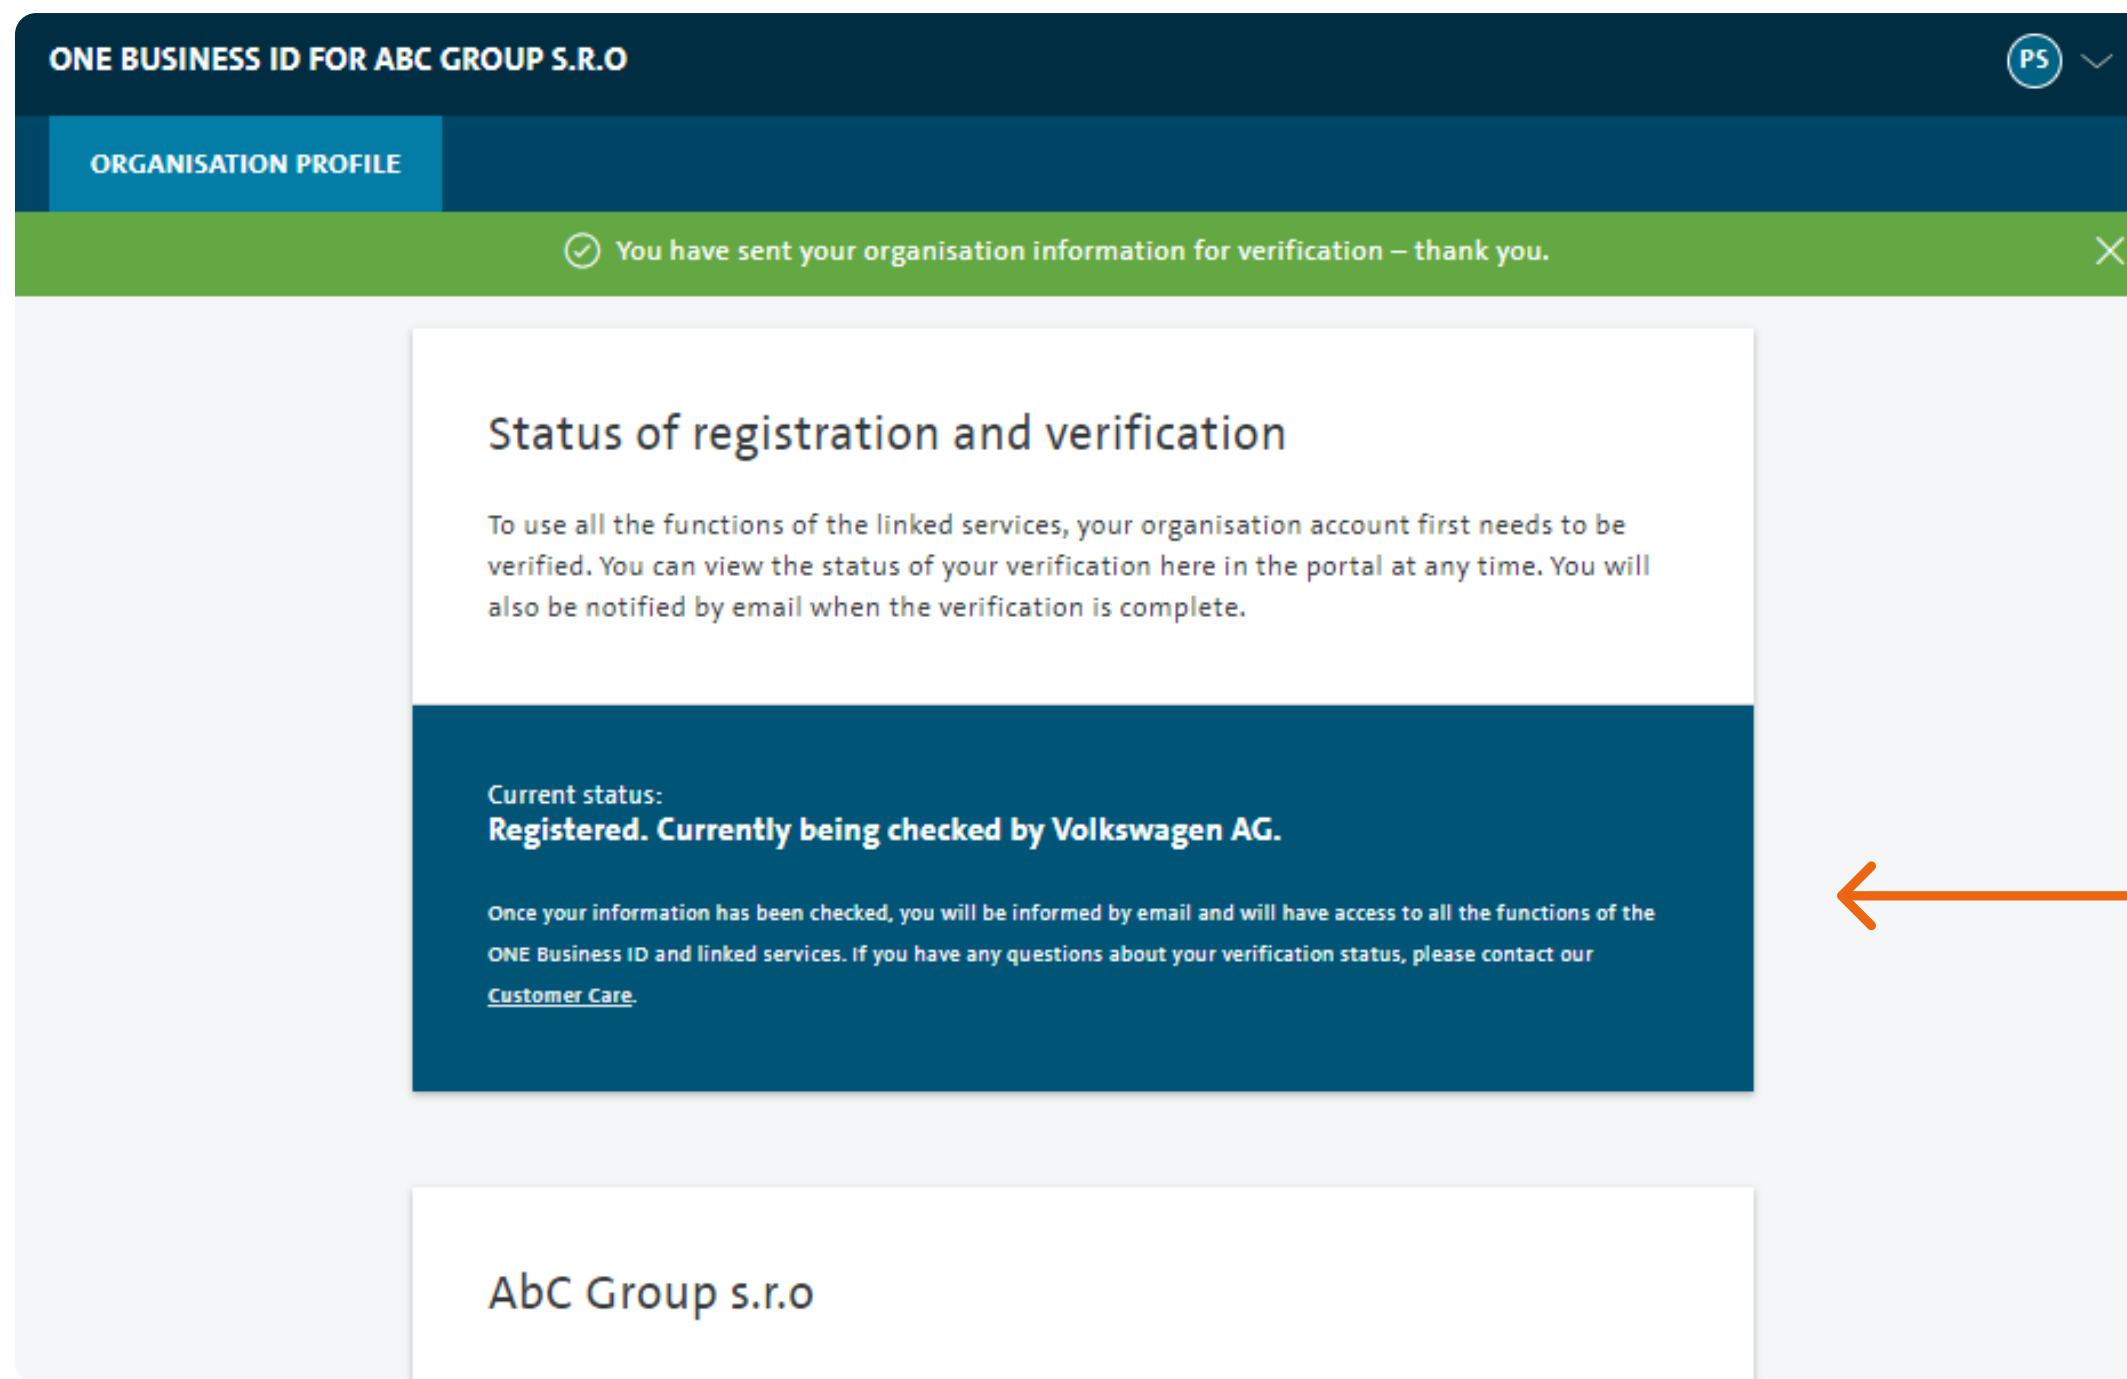 ONE BUSINESS ID FOR ABC GROUP S.R.O
PS
ORGANISATION PROFILE
You have sent your organisation information for verification – thank you.
Status of registration and verification
To use all the functions of the linked services, your organisation account first needs to be
verified. You can view the status of your verification here in the portal at any time. You will
also be notified by email when the verification is complete.
Current status:
Registered. Currently being checked by Volkswagen AG.
Once your information has been checked, you will be informed by email and will have access to all the functions of the
ONE Business ID and linked services. If you have any questions about your verification status, please contact our
Customer Care.
AbC Group s.r.o